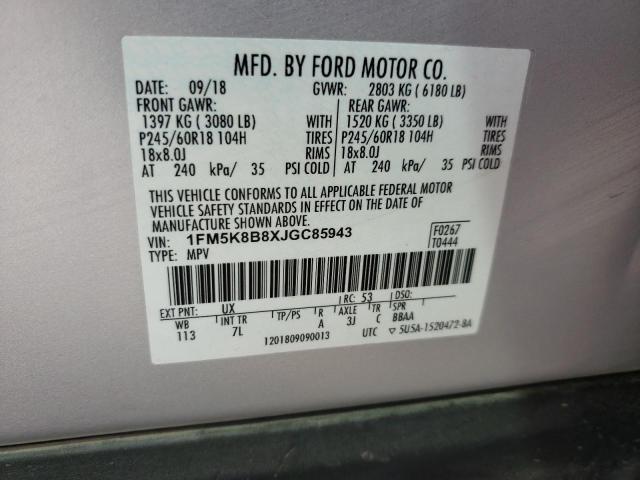 MFD. BY FORD MOTOR CO.
DATE: 09/18 GVWR: 2803 KG ( 6180 LB)
FRONT GAWR: REAR GAWR:
1397 KG ( 3080 LB) WITH 1520 KG ( 3350 LB) WITH
P245/60R18 104H TIRES P245/60R18 104H TIRES
18x8.0J RIMS 18x8.0J RIMS
AT 240 kPa/ 35 PSI COLD AT 240 kPa/ 35 PSI COLD
THIS VEHICLE CONFORMS TO ALL APPLICABLE FEDERAL MOTOR
VEHICLE SAFETY STANDARDS IN EFFECT ON THE DATE OF
MANUFACTURE SHOWN ABOVE.
VIN: 1FM5K8B8XJGC85943 F0267
TYPE: MPV T0444
EXT PNT: UX RC: 53 DSO:
WB INT TR TP/PS R AXLE TR SPR
113 7L A 3J C BBAA
1201809090013 UTC ▽ 5U5A-1520472-BA